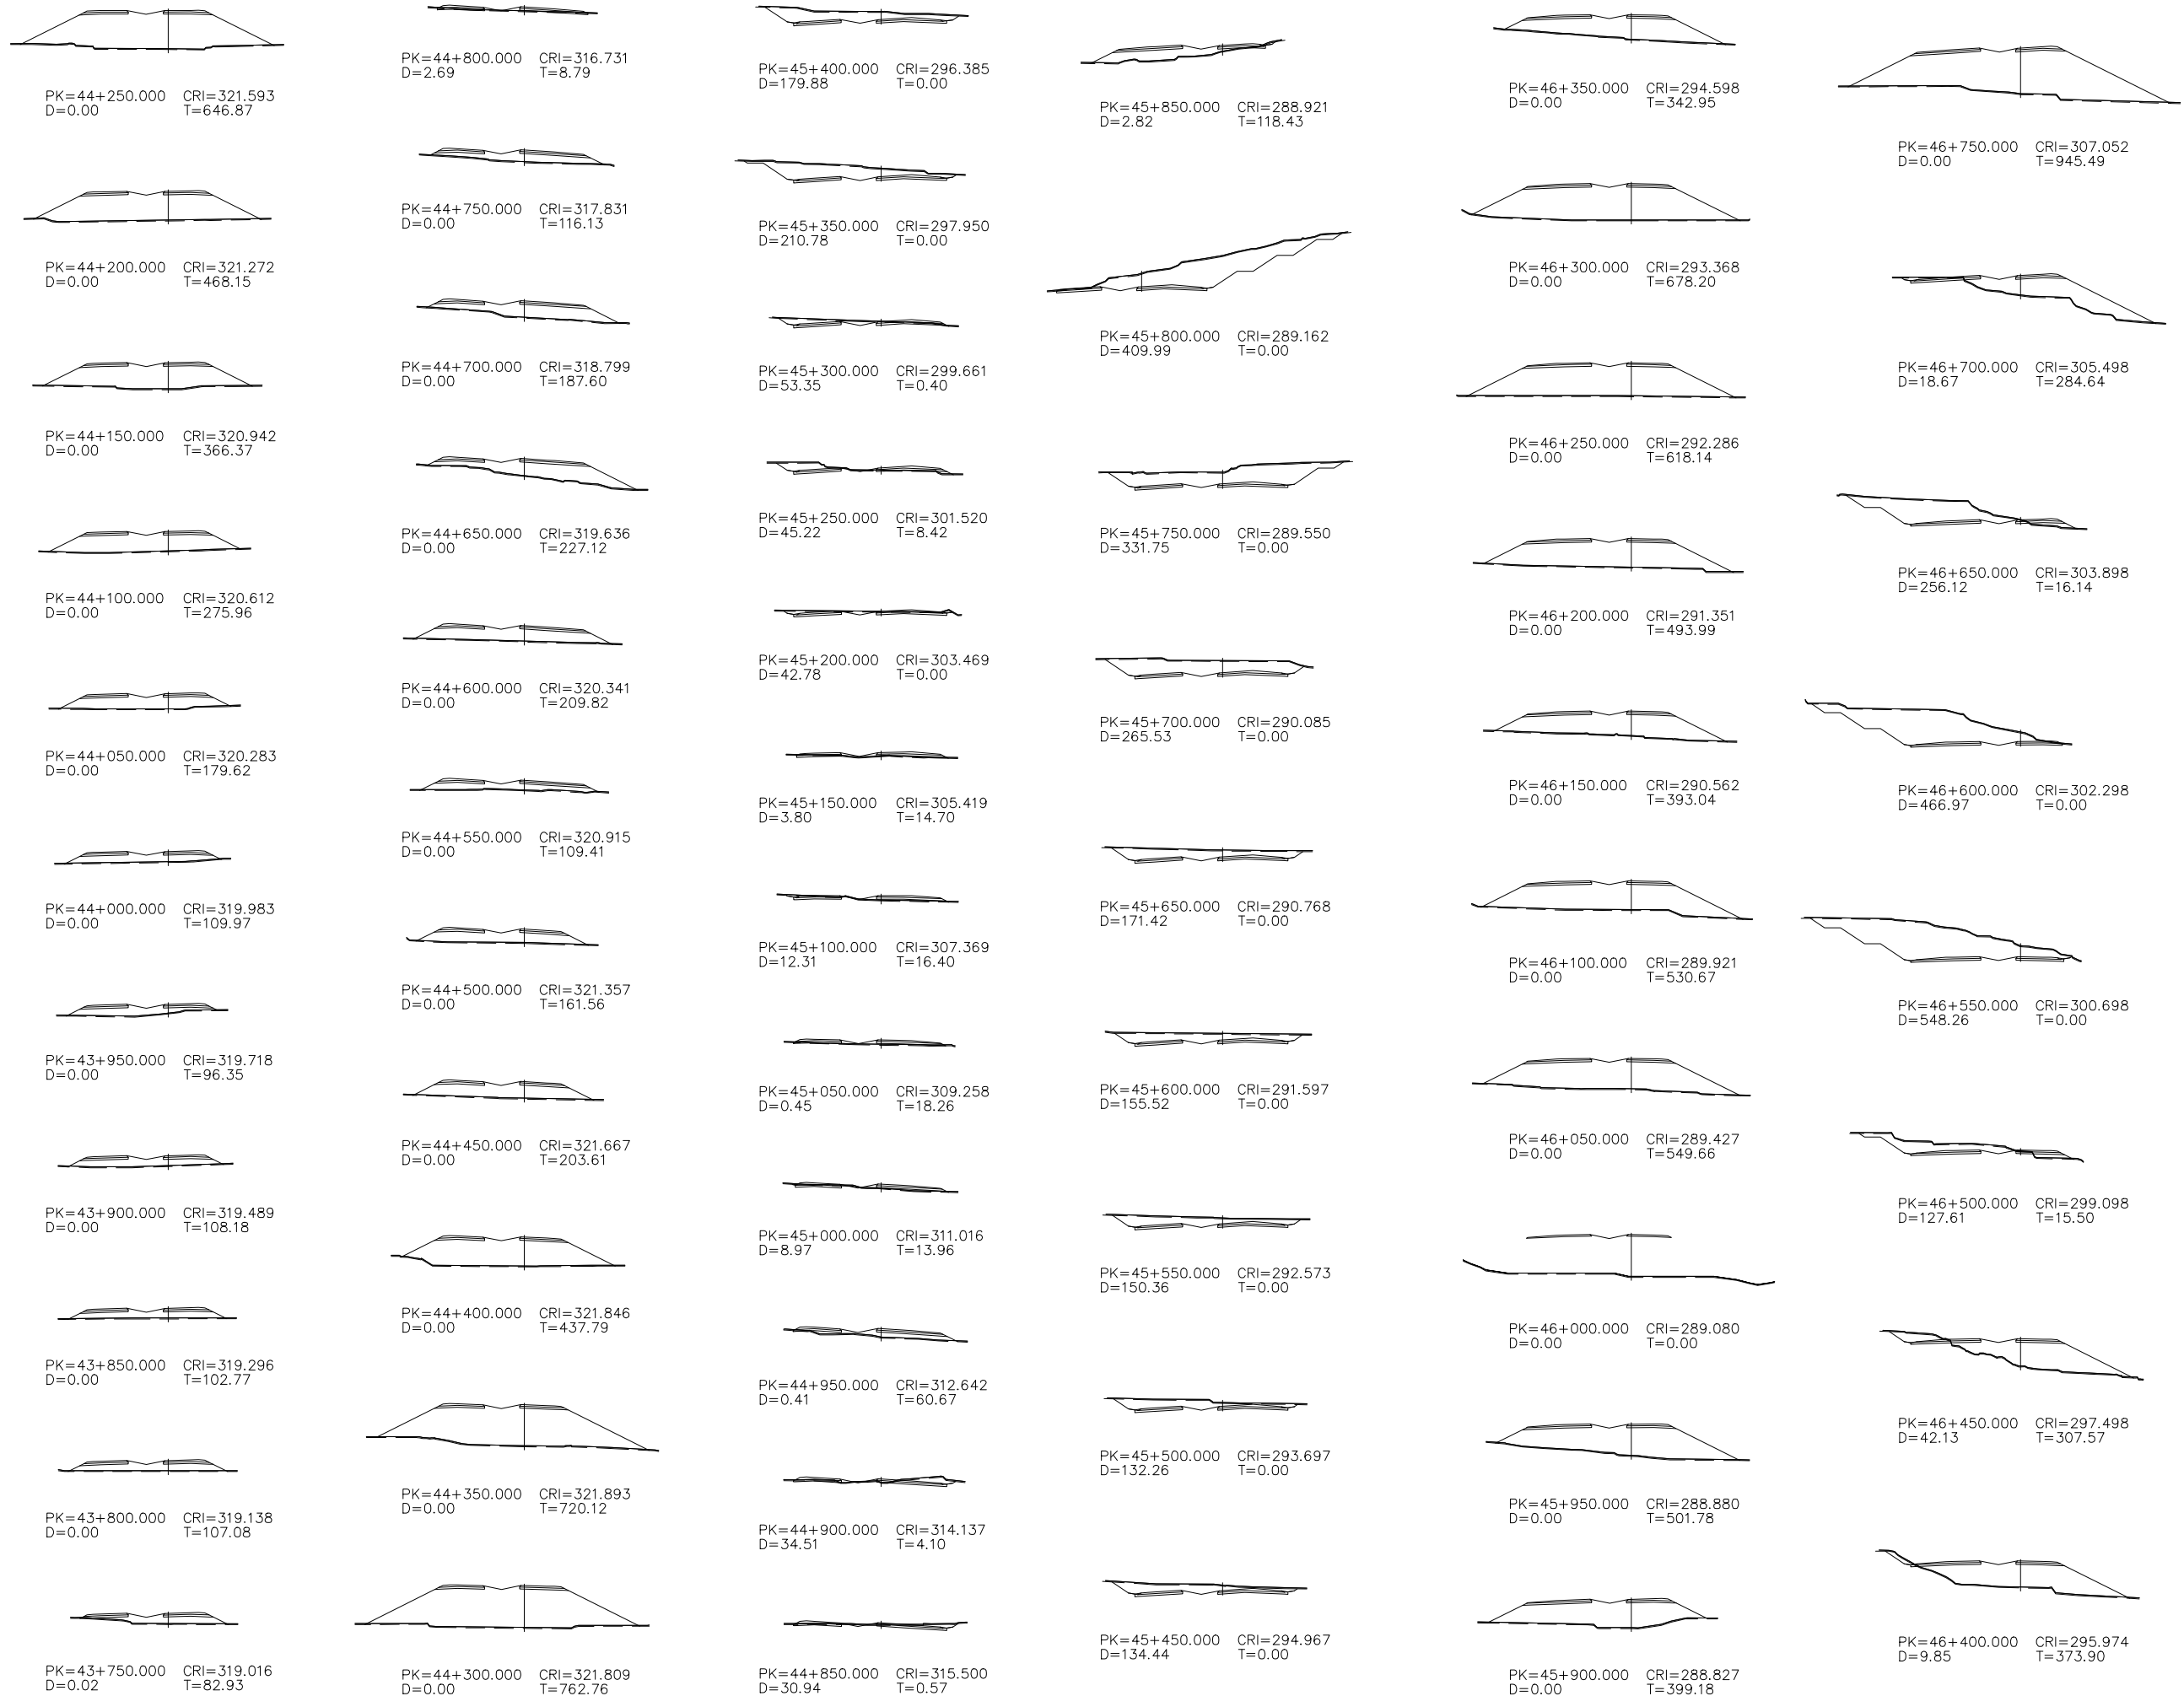 PK=44+250.000 CRI=321.593
D=0.00 T=646.87
PK=44+200.000 CRI=321.272
D=0.00 T=468.15
PK=44+150.000 CRI=320.942
D=0.00 T=366.37
PK=44+100.000 CRI=320.612
D=0.00 T=275.96
PK=44+050.000 CRI=320.283
D=0.00 T=179.62
PK=44+000.000 CRI=319.983
D=0.00 T=109.97
PK=43+950.000 CRI=319.718
D=0.00 T=96.35
PK=43+900.000 CRI=319.489
D=0.00 T=108.18
PK=43+850.000 CRI=319.296
D=0.00 T=102.77
PK=43+800.000 CRI=319.138
D=0.00 T=107.08
PK=43+750.000 CRI=319.016
D=0.02 T=82.93
PK=44+800.000 CRI=316.731
D=2.69 T=8.79
PK=44+750.000 CRI=317.831
D=0.00 T=116.13
PK=44+700.000 CRI=318.799
D=0.00 T=187.60
PK=44+650.000 CRI=319.636
D=0.00 T=227.12
PK=44+600.000 CRI=320.341
D=0.00 T=209.82
PK=44+550.000 CRI=320.915
D=0.00 T=109.41
PK=44+500.000 CRI=321.357
D=0.00 T=161.56
PK=44+450.000 CRI=321.667
D=0.00 T=203.61
PK=44+400.000 CRI=321.846
D=0.00 T=437.79
PK=44+350.000 CRI=321.893
D=0.00 T=720.12
PK=44+300.000 CRI=321.809
D=0.00 T=762.76
PK=45+400.000 CRI=296.385
D=179.88 T=0.00
PK=45+350.000 CRI=297.950
D=210.78 T=0.00
PK=45+300.000 CRI=299.661
D=53.35 T=0.40
PK=45+250.000 CRI=301.520
D=45.22 T=8.42
PK=45+200.000 CRI=303.469
D=42.78 T=0.00
PK=45+150.000 CRI=305.419
D=3.80 T=14.70
PK=45+100.000 CRI=307.369
D=12.31 T=16.40
PK=45+050.000 CRI=309.258
D=0.45 T=18.26
PK=45+000.000 CRI=311.016
D=8.97 T=13.96
PK=44+950.000 CRI=312.642
D=0.41 T=60.67
PK=44+900.000 CRI=314.137
D=34.51 T=4.10
PK=44+850.000 CRI=315.500
D=30.94 T=0.57
PK=45+850.000 CRI=288.921
D=2.82 T=118.43
PK=45+800.000 CRI=289.162
D=409.99 T=0.00
PK=45+750.000 CRI=289.550
D=331.75 T=0.00
PK=45+700.000 CRI=290.085
D=265.53 T=0.00
PK=45+650.000 CRI=290.768
D=171.42 T=0.00
PK=45+600.000 CRI=291.597
D=155.52 T=0.00
PK=45+550.000 CRI=292.573
D=150.36 T=0.00
PK=45+500.000 CRI=293.697
D=132.26 T=0.00
PK=45+450.000 CRI=294.967
D=134.44 T=0.00
PK=46+350.000 CRI=294.598
D=0.00 T=342.95
PK=46+300.000 CRI=293.368
D=0.00 T=678.20
PK=46+250.000 CRI=292.286
D=0.00 T=618.14
PK=46+200.000 CRI=291.351
D=0.00 T=493.99
PK=46+150.000 CRI=290.562
D=0.00 T=393.04
PK=46+100.000 CRI=289.921
D=0.00 T=530.67
PK=46+050.000 CRI=289.427
D=0.00 T=549.66
PK=46+000.000 CRI=289.080
D=0.00 T=0.00
PK=45+950.000 CRI=288.880
D=0.00 T=501.78
PK=45+900.000 CRI=288.827
D=0.00 T=399.18
PK=46+750.000 CRI=307.052
D=0.00 T=945.49
PK=46+700.000 CRI=305.498
D=18.67 T=284.64
PK=46+650.000 CRI=303.898
D=256.12 T=16.14
PK=46+600.000 CRI=302.298
D=466.97 T=0.00
PK=46+550.000 CRI=300.698
D=548.26 T=0.00
PK=46+500.000 CRI=299.098
D=127.61 T=15.50
PK=46+450.000 CRI=297.498
D=42.13 T=307.57
PK=46+400.000 CRI=295.974
D=9.85 T=373.90